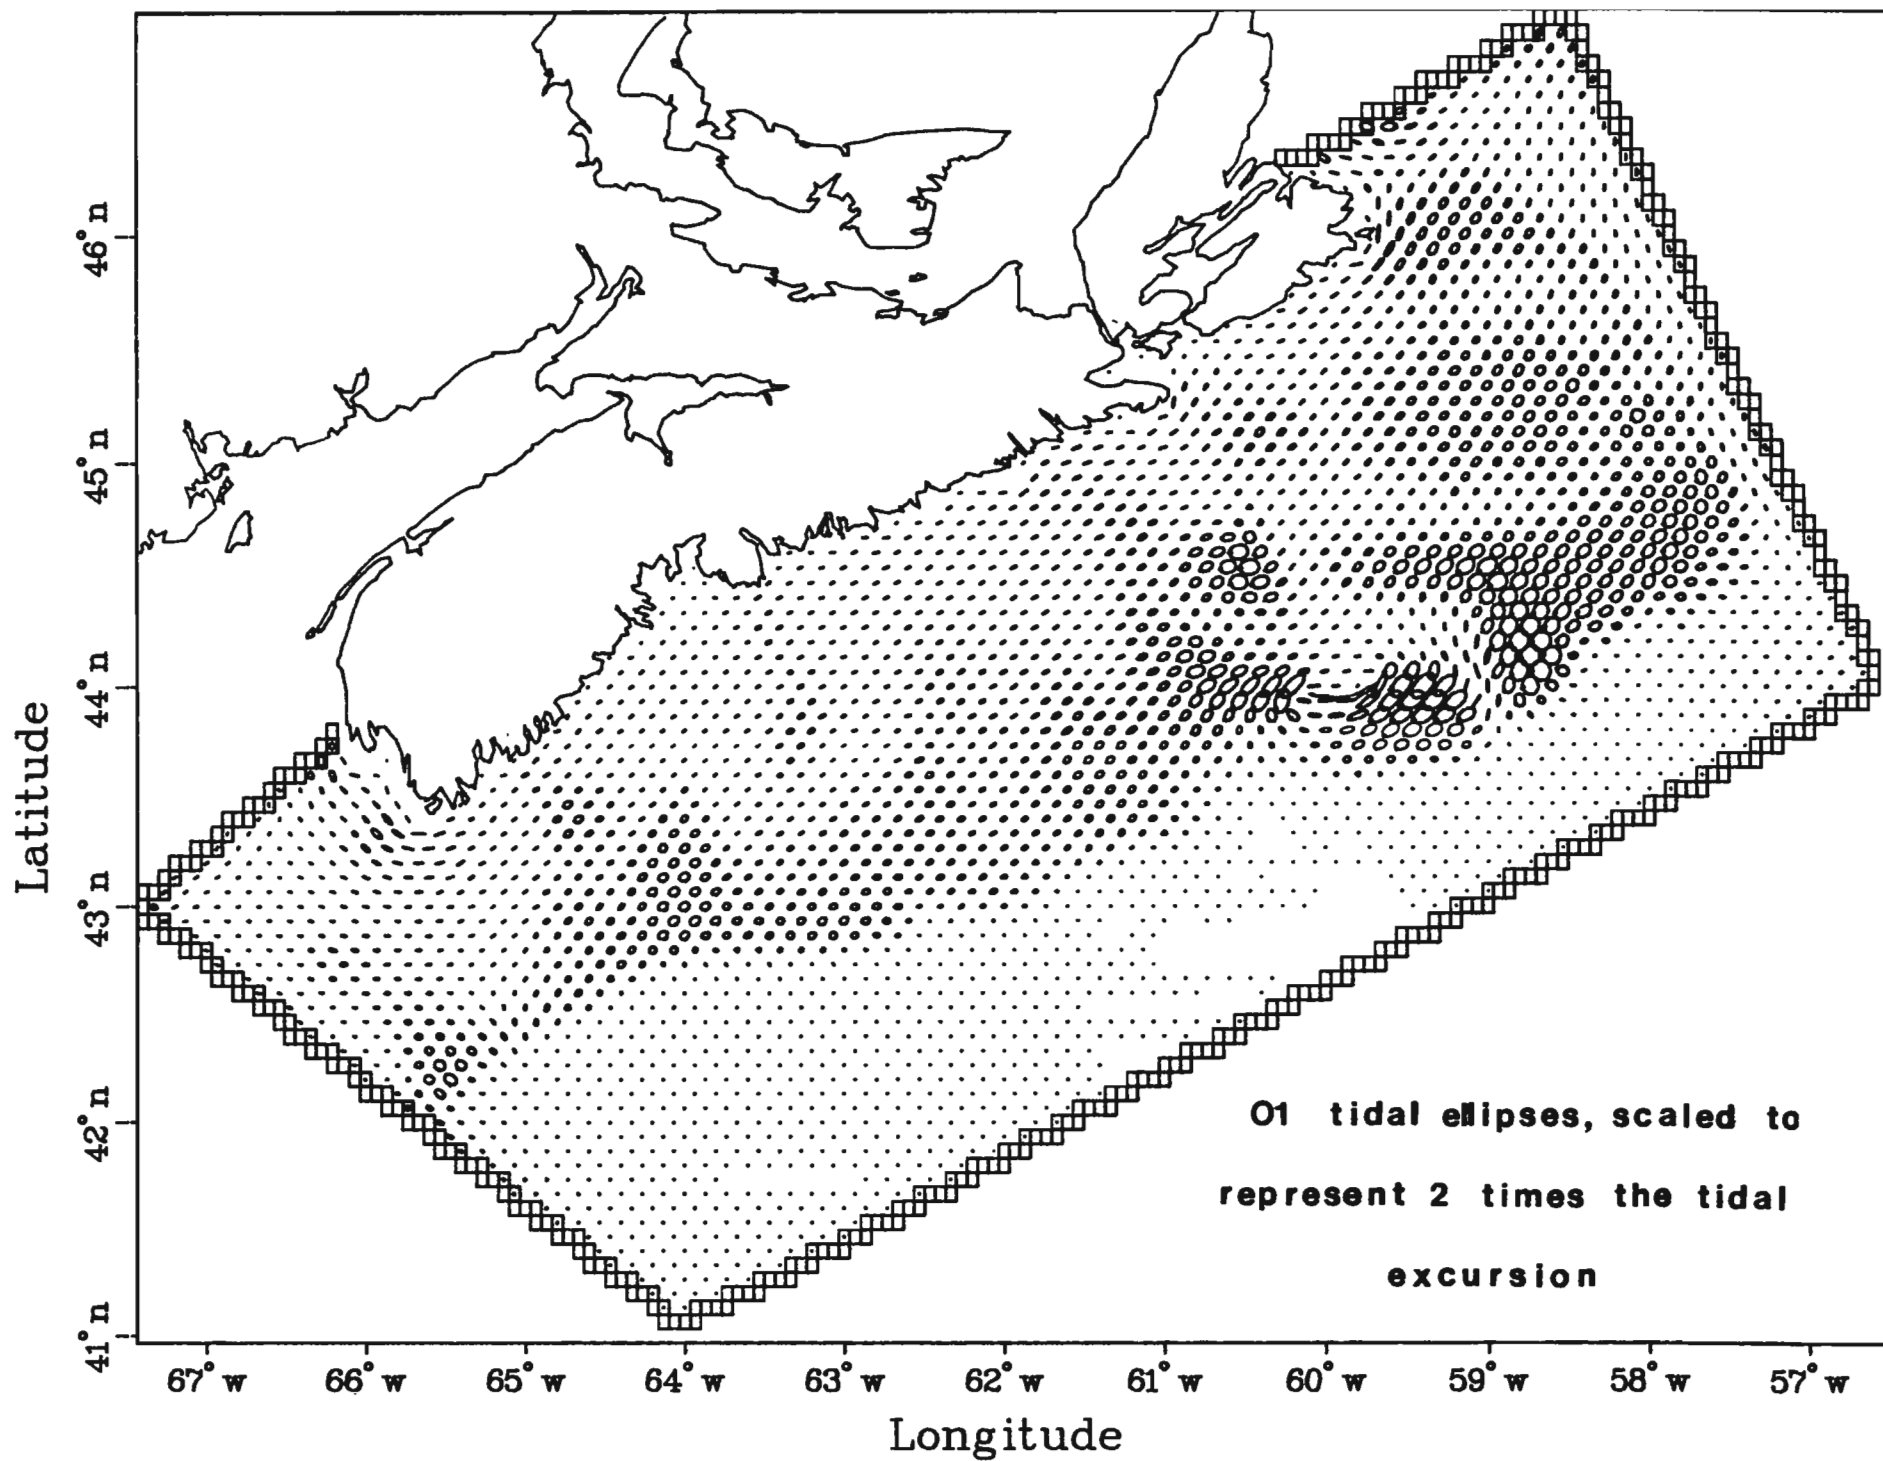 46° n
45° n
44° n
43° n
42° n
41° n
Latitude
O1 tidal ellipses, scaled to
represent 2 times the tidal
excursion
67° w 66° w 65° w 64° w 63° w 62° w 61° w 60° w 59° w 58° w 57° w
Longitude